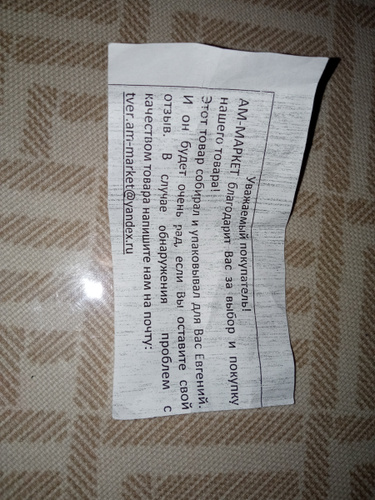 Уважаемый покупатель!
АМ-МАРКЕТ благодарит Вас за выбор и покупку
нашего товара!
Этот товар собирал и упаковывал для Вас Евгений.
И он будет очень рад, если Вы оставите свой
отзыв. В случае обнаружения проблем с
качеством товара напишите нам на почту:
tver.am-market@yandex.ru